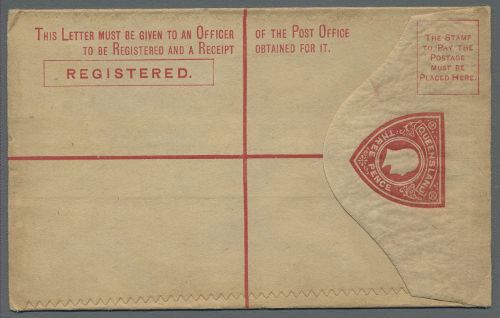 THIS LETTER MUST BE GIVEN TO AN OFFICER OF THE POST OFFICE
TO BE REGISTERED AND A RECEIPT OBTAINED FOR IT.
REGISTERED.
THE STAMP
TO PAY THE
POSTAGE
MUST BE
PLACED HERE.
QUEENSLAND
THREE PENCE